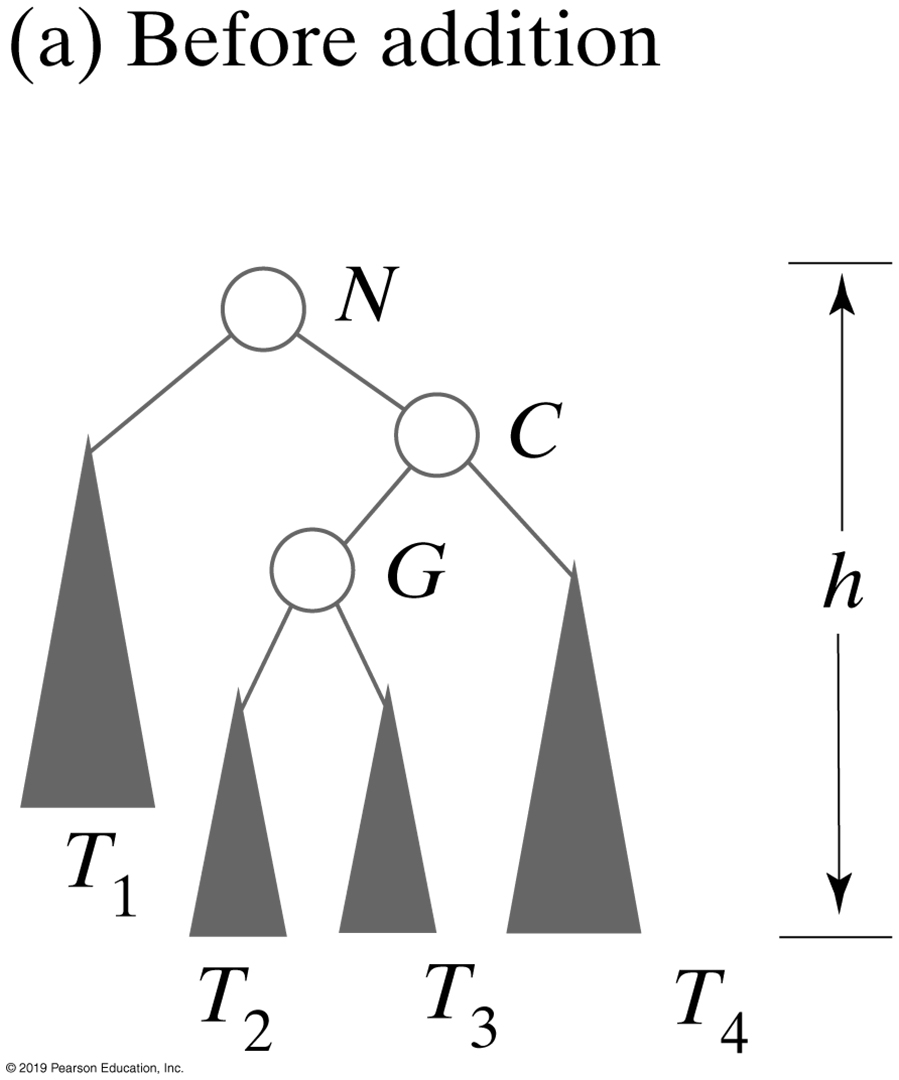 (a) Before addition
N
C
G
h
T1
T2 T3 T4
© 2019 Pearson Education, Inc.